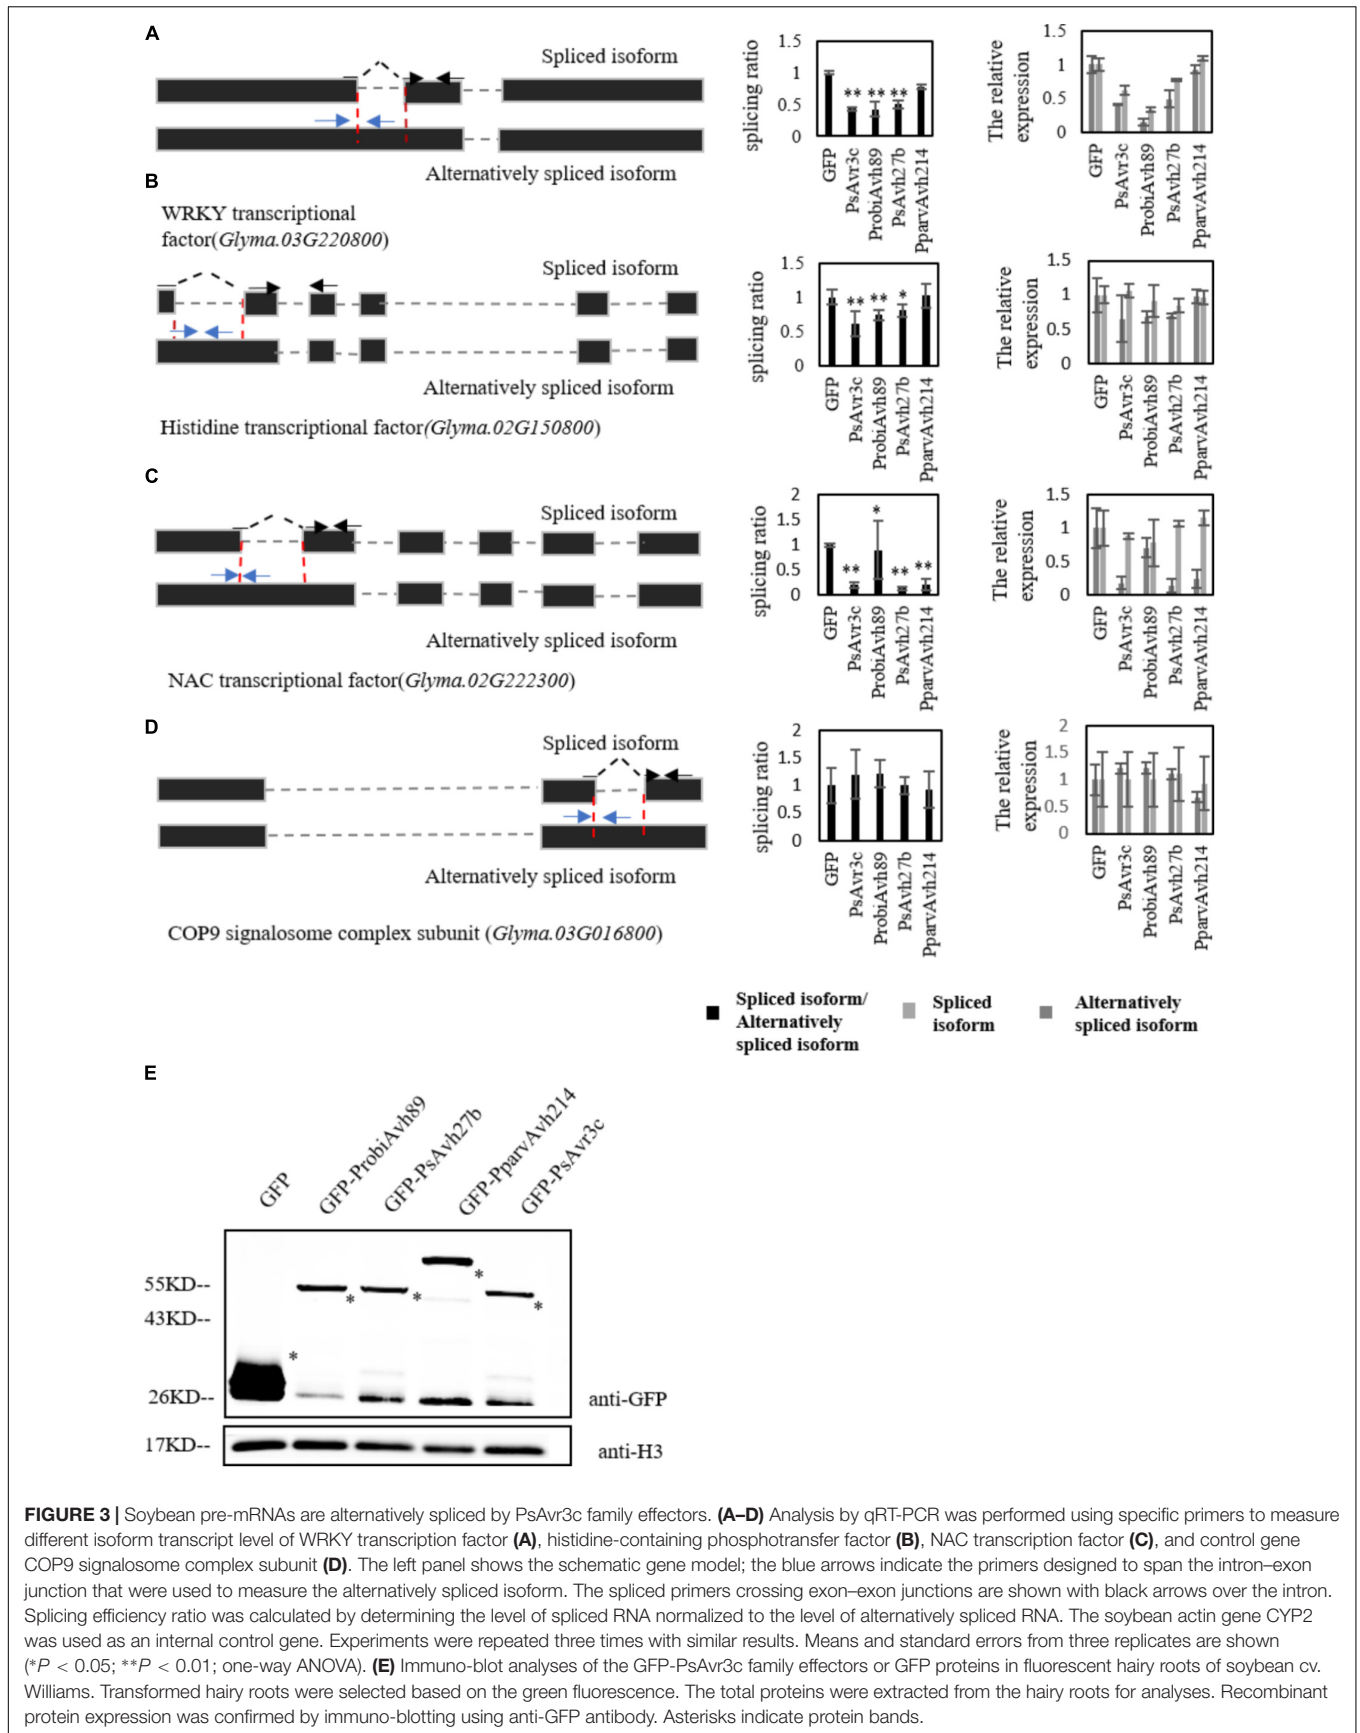 A
Spliced isoform
Alternatively spliced isoform
splicing ratio
1.5
1
0.5
0
** ** **
GFP
PsAvr3c
ProbiAvh89
PsAvh27b
PparvAvh214
The relative
expression
1.5
1
0.5
0
GFP
PsAvr3c
ProbiAvh89
PsAvh27b
PparvAvh214
B
WRKY transcriptional
factor(Glyma.03G220800)
Spliced isoform
Alternatively spliced isoform
Histidine transcriptional factor(Glyma.02G150800)
splicing ratio
1.5
1
0.5
0
** ** *
GFP
PsAvr3c
ProbiAvh89
PsAvh27b
PparvAvh214
The relative
expression
1.5
1
0.5
0
GFP
PsAvr3c
ProbiAvh89
PsAvh27b
PparvAvh214
C
Spliced isoform
Alternatively spliced isoform
NAC transcriptional factor(Glyma.02G222300)
splicing ratio
2
1.5
1
0.5
0
** * ** **
GFP
PsAvr3c
ProbiAvh89
PsAvh27b
PparvAvh214
The relative
expression
1.5
1
0.5
0
GFP
PsAvr3c
ProbiAvh89
PsAvh27b
PparvAvh214
D
Spliced isoform
Alternatively spliced isoform
COP9 signalosome complex subunit (Glyma.03G016800)
splicing ratio
2
1.5
1
0.5
0
GFP
PsAvr3c
ProbiAvh89
PsAvh27b
PparvAvh214
The relative
expression
2
1.5
1
0.5
0
GFP
PsAvr3c
ProbiAvh89
PsAvh27b
PparvAvh214
Spliced isoform/
Alternatively
spliced isoform
Spliced
isoform
Alternatively
spliced isoform
E
GFP
GFP-ProbiAvh89
GFP-PsAvh27b
GFP-PparvAvh214
GFP-PsAvr3c
55KD--
43KD--
26KD--
17KD--
* * * * *
anti-GFP
anti-H3
FIGURE 3 | Soybean pre-mRNAs are alternatively spliced by PsAvr3c family effectors. (A–D) Analysis by qRT-PCR was performed using specific primers to measure
different isoform transcript level of WRKY transcription factor (A), histidine-containing phosphotransfer factor (B), NAC transcription factor (C), and control gene
COP9 signalosome complex subunit (D). The left panel shows the schematic gene model; the blue arrows indicate the primers designed to span the intron–exon
junction that were used to measure the alternatively spliced isoform. The spliced primers crossing exon–exon junctions are shown with black arrows over the intron.
Splicing efficiency ratio was calculated by determining the level of spliced RNA normalized to the level of alternatively spliced RNA. The soybean actin gene CYP2
was used as an internal control gene. Experiments were repeated three times with similar results. Means and standard errors from three replicates are shown
(*P < 0.05; **P < 0.01; one-way ANOVA). (E) Immuno-blot analyses of the GFP-PsAvr3c family effectors or GFP proteins in fluorescent hairy roots of soybean cv.
Williams. Transformed hairy roots were selected based on the green fluorescence. The total proteins were extracted from the hairy roots for analyses. Recombinant
protein expression was confirmed by immuno-blotting using anti-GFP antibody. Asterisks indicate protein bands.